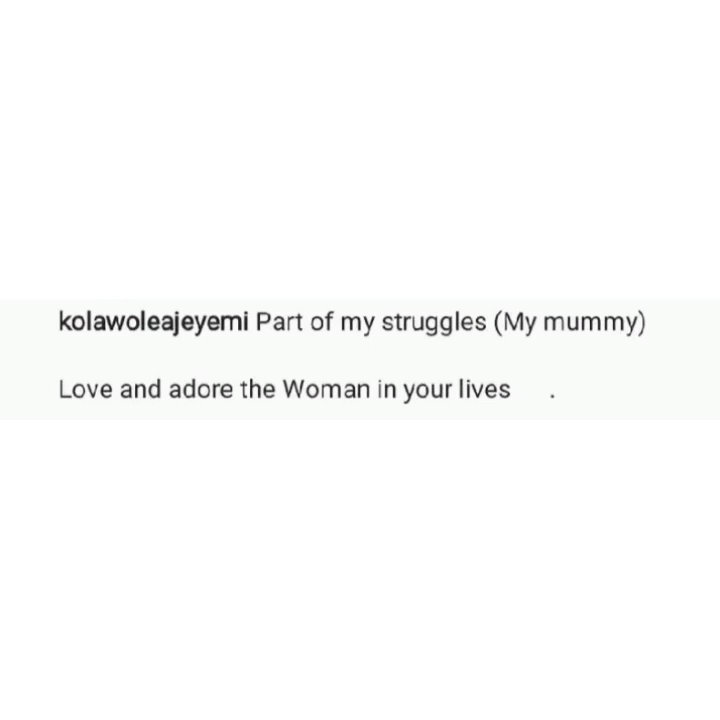 kolawoleajeyemi Part of my struggles (My mummy)
Love and adore the Woman in your lives .